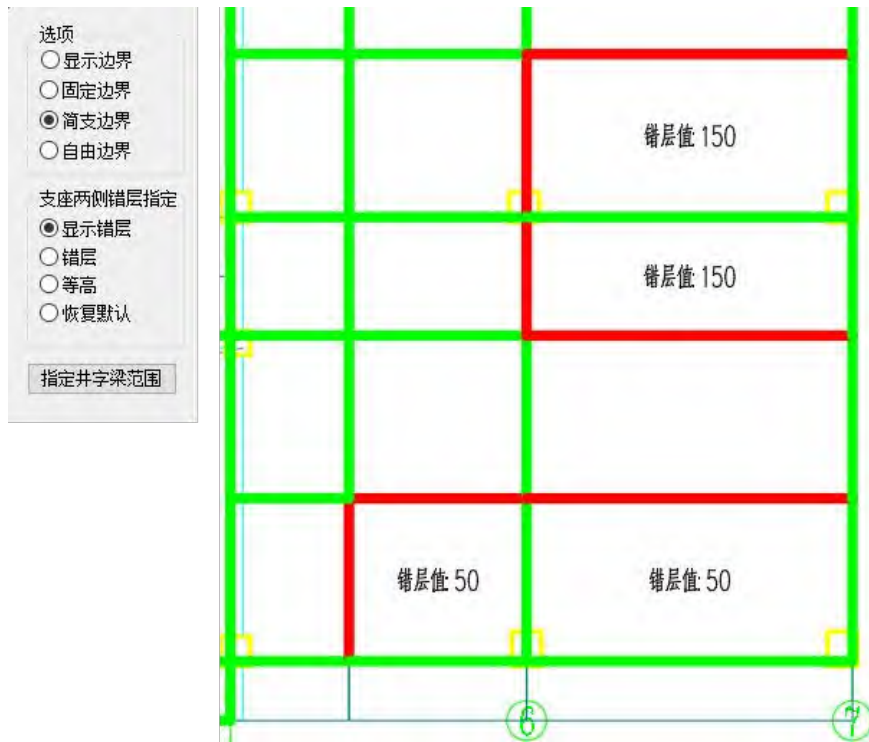 选项
显示边界
固定边界
简支边界
自由边界
支座两侧错层指定
显示错层
错层
等高
恢复默认
指定井字梁范围
错层值:150
错层值:150
错层值:50
错层值:50
6
7